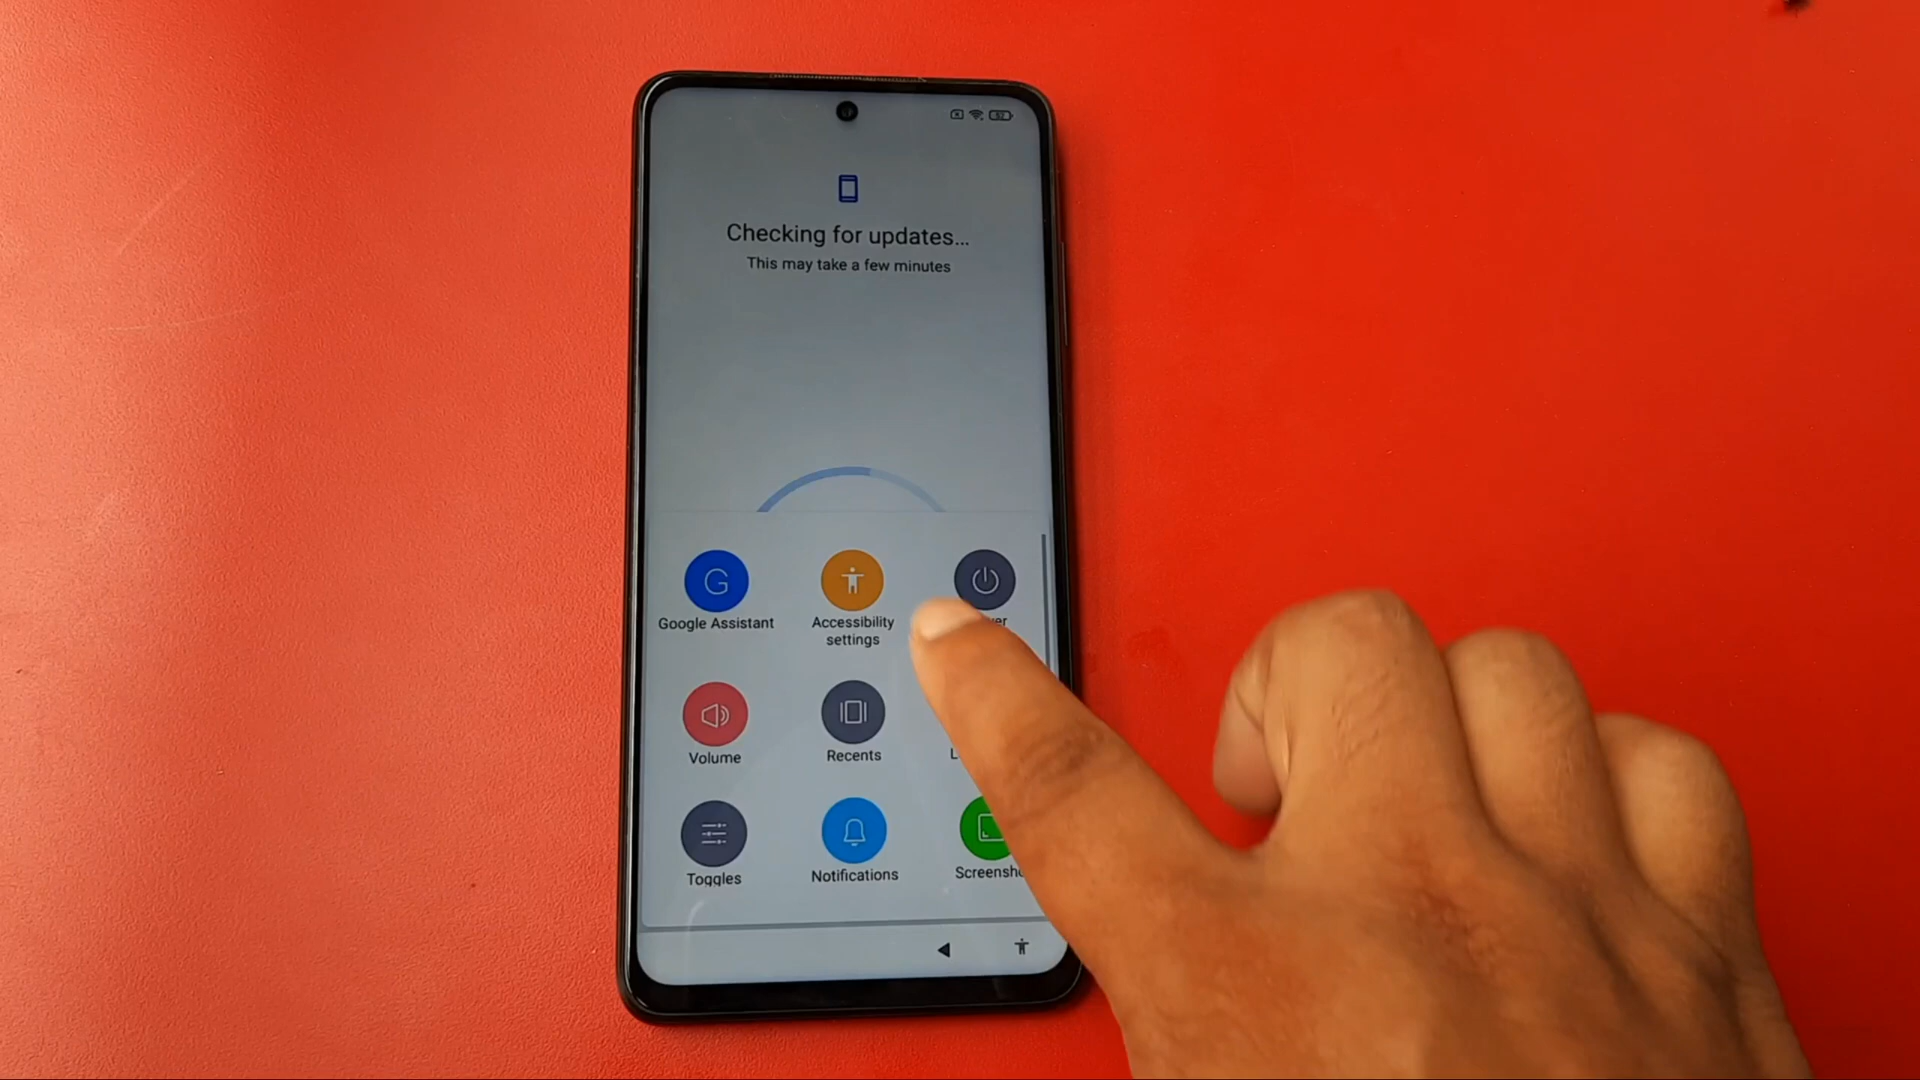 Checking for updates...
This may take a few minutes
Google Assistant
Accessibility
settings
Volume
Recents
Toggles
Notifications